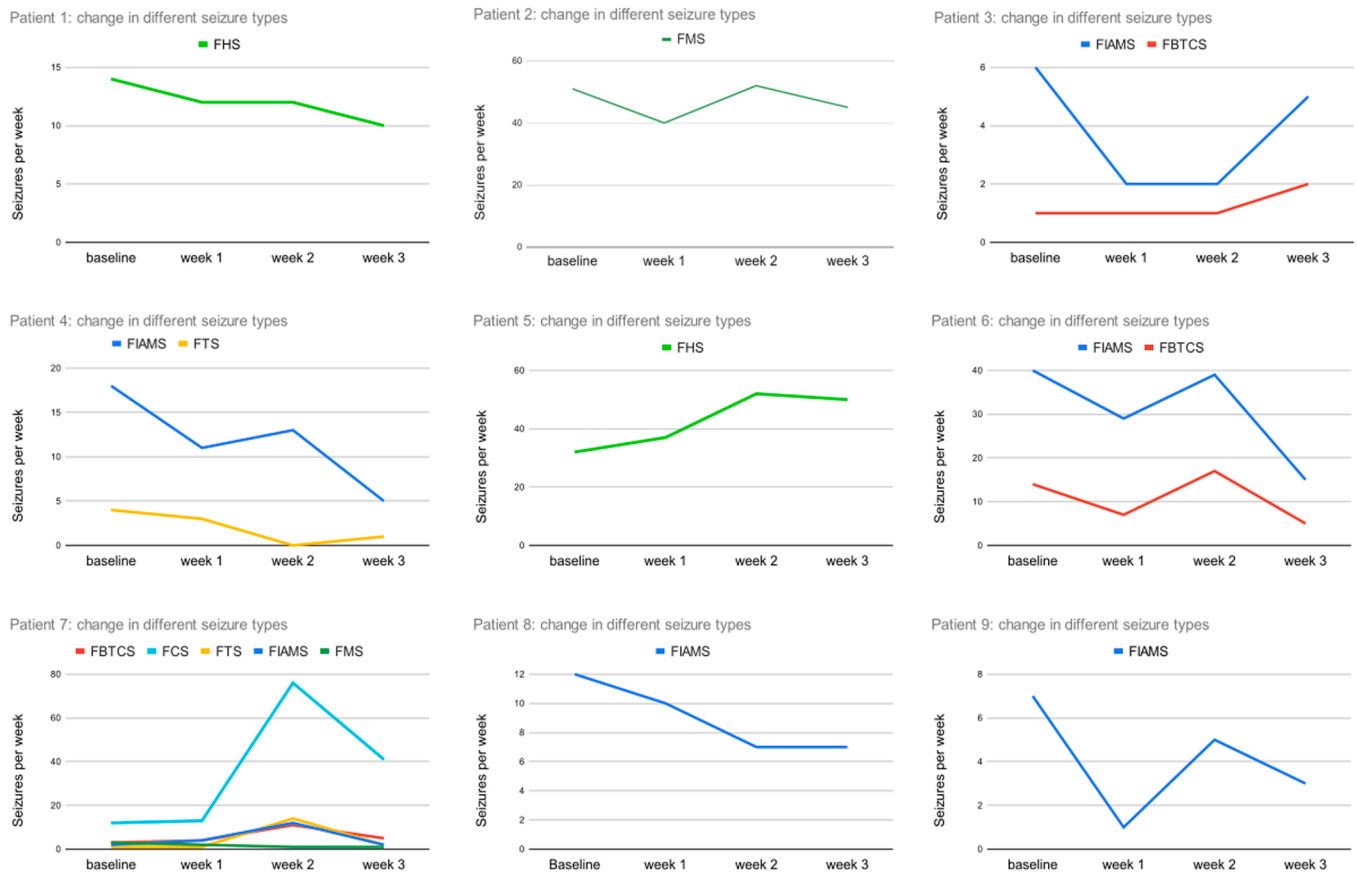 Patient 1: change in different seizure types
FHS
Seizures per week
15
10
5
0
baseline week 1 week 2 week 3
Patient 2: change in different seizure types
FMS
Seizures per week
60
40
20
0
baseline week 1 week 2 week 3
Patient 3: change in different seizure types
FIAMS FBTCS
Seizures per week
6
4
2
0
baseline week 1 week 2 week 3
Patient 4: change in different seizure types
FIAMS FTS
Seizures per week
20
15
10
5
0
baseline week 1 week 2 week 3
Patient 5: change in different seizure types
FHS
Seizures per week
60
40
20
0
baseline week 1 week 2 week 3
Patient 6: change in different seizure types
FIAMS FBTCS
Seizures per week
40
30
20
10
0
baseline week 1 week 2 week 3
Patient 7: change in different seizure types
FBTCS FCS FTS FIAMS FMS
Seizures per week
80
60
40
20
0
baseline week 1 week 2 week 3
Patient 8: change in different seizure types
FIAMS
Seizures per week
12
10
8
6
4
2
0
Baseline week 1 week 2 week 3
Patient 9: change in different seizure types
FIAMS
Seizures per week
8
6
4
2
0
baseline week 1 week 2 week 3